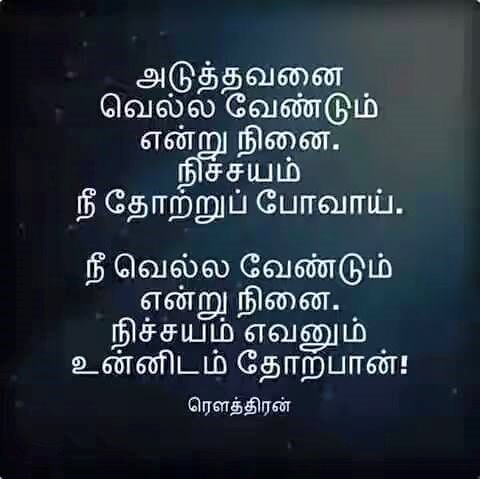 அடுத்தவனை
வெல்ல வேண்டும்
என்று நினை.
நிச்சயம்
நீ தோற்றுப் போவாய்.
நீ வெல்ல வேண்டும்
என்று நினை.
நிச்சயம் எவனும்
உன்னிடம் தோற்பான்!
ரௌத்திரன்